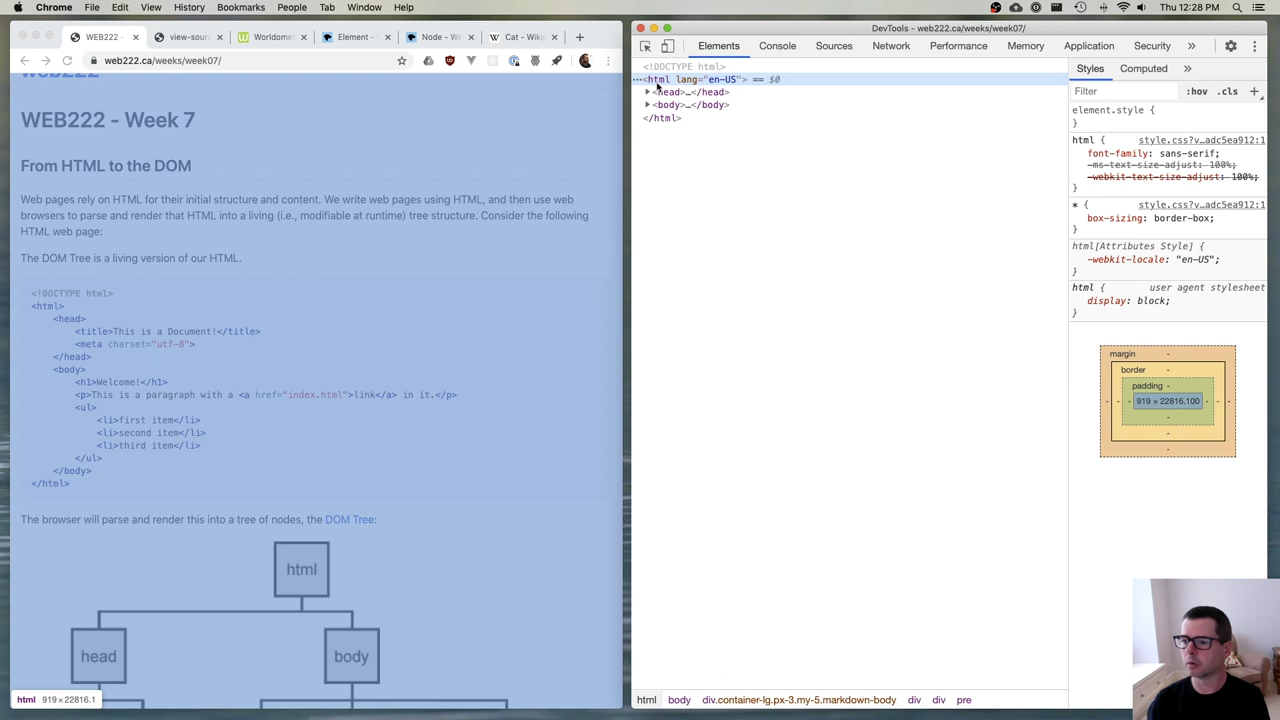 Chrome File Edit View History Bookmarks People Tab Window Help
Thu 12:28 PM
WEB222 - view-sourc Worldome Element - Node - We Cat - Wikip
web222.ca/weeks/week07/
WEB222 - Week 7
From HTML to the DOM
Web pages rely on HTML for their initial structure and content. We write web pages using HTML, and then use web
browsers to parse and render that HTML into a living (i.e., modifiable at runtime) tree structure. Consider the following
HTML web page:
The DOM Tree is a living version of our HTML.
<!DOCTYPE html>
<html>
<head>
<title>This is a Document!</title>
<meta charset="utf-8">
</head>
<body>
<h1>Welcome!</h1>
<p>This is a paragraph with a <a href="index.html">link</a> in it.</p>
<ul>
<li>first item</li>
<li>second item</li>
<li>third item</li>
</ul>
</body>
</html>
The browser will parse and render this into a tree of nodes, the DOM Tree:
html
head
body
html 919 × 22816.1
DevTools - web222.ca/weeks/week07/
Elements Console Sources Network Performance Memory Application Security
<!DOCTYPE html>
…<html lang="en-US"> == $0
<head>…</head>
<body>…</body>
</html>
html body div.container-lg.px-3.my-5.markdown-body div div pre
Styles Computed »
Filter :hov .cls +
element.style {
}
html { style.css?v…adc5ea912:1
font-family: sans-serif;
-ms-text-size-adjust: 100%;
-webkit-text-size-adjust: 100%;
}
* { style.css?v…adc5ea912:1
box-sizing: border-box;
}
html[Attributes Style] {
-webkit-locale: "en-US";
}
html { user agent stylesheet
display: block;
}
margin -
border -
padding -
- - - 919 × 22816.100 - - -
-
-
-